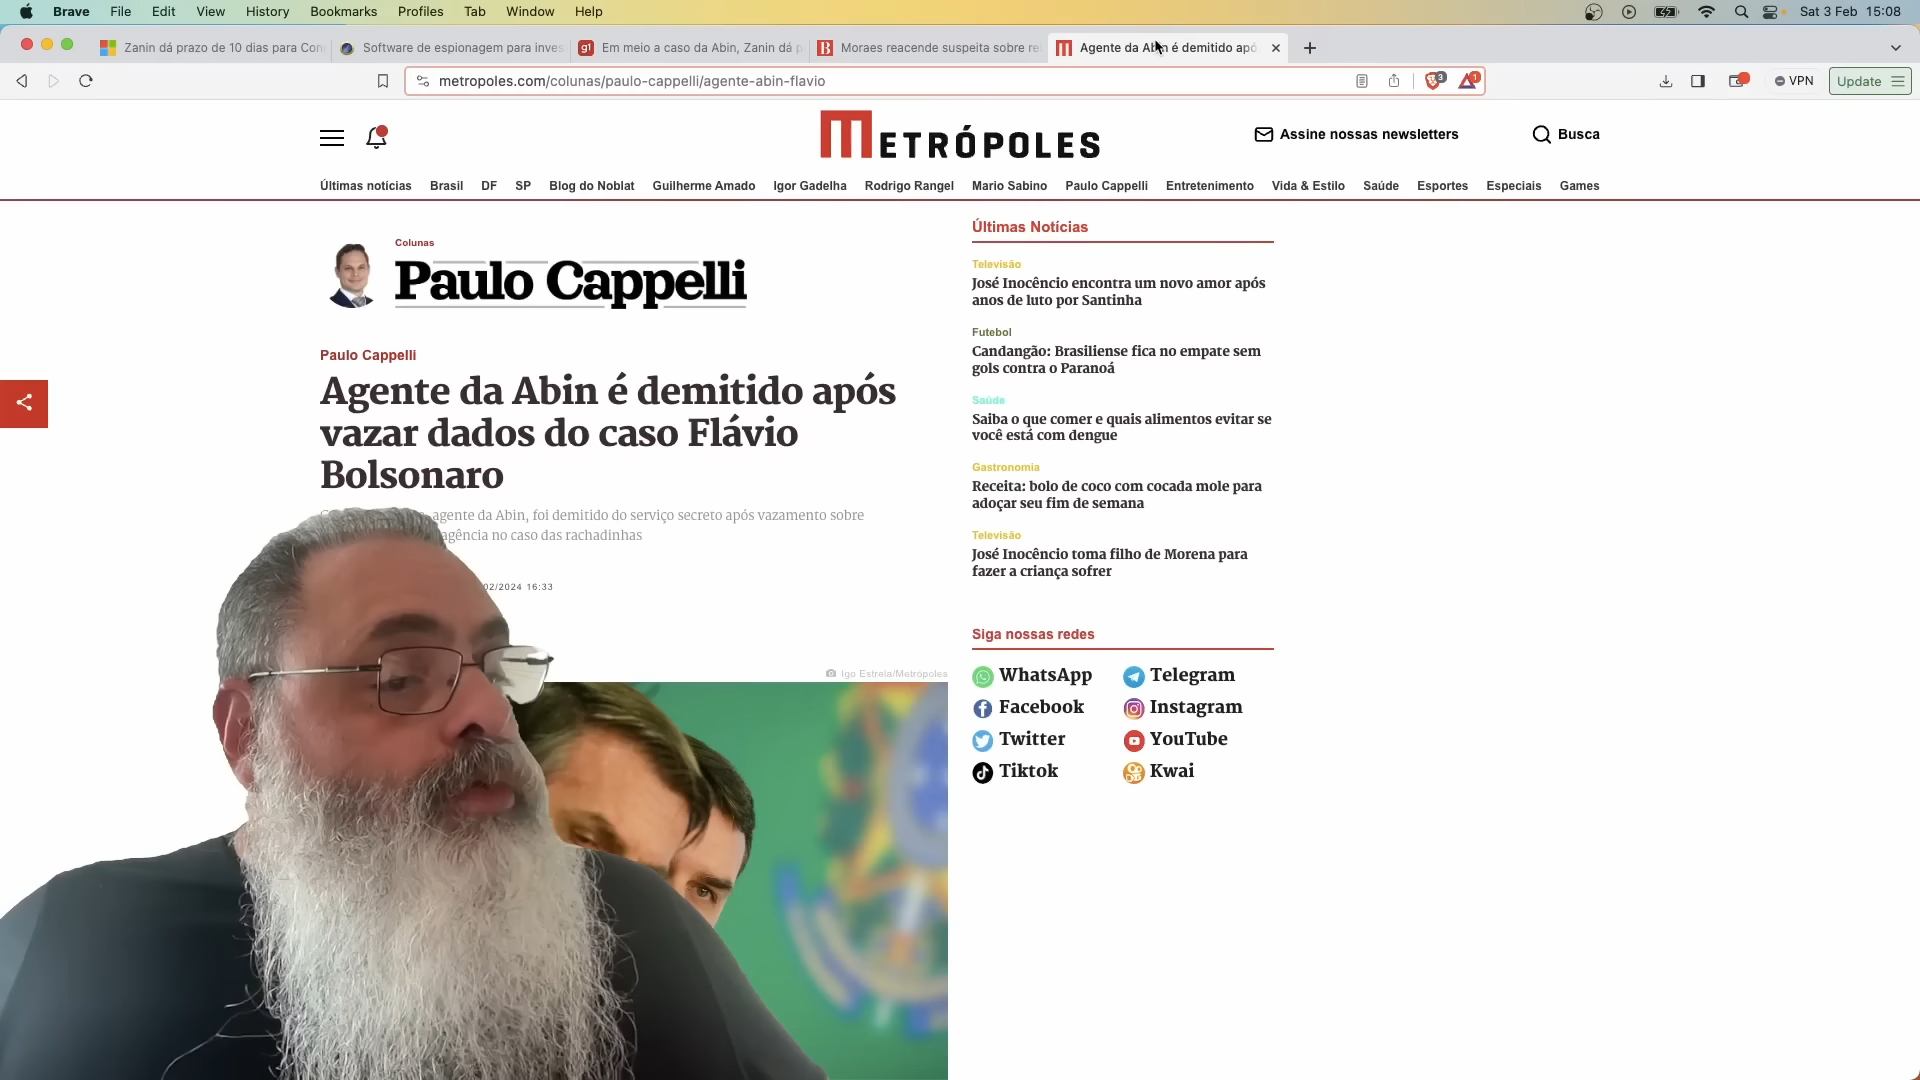 Brave File Edit View History Bookmarks Profiles Tab Window Help
Sat 3 Feb 15:08
Zanin dá prazo de 10 dias para Con
Software de espionagem para inves
g1 Em meio a caso da Abin, Zanin dá p
B Moraes reacende suspeita sobre re
Agente da Abin é demitido apó
metropoles.com/colunas/paulo-cappelli/agente-abin-flavio
3
1
VPN
Update
METRÓPOLES
Assine nossas newsletters
Busca
Últimas notícias Brasil DF SP Blog do Noblat Guilherme Amado Igor Gadelha Rodrigo Rangel Mario Sabino Paulo Cappelli Entretenimento Vida & Estilo Saúde Esportes Especiais Games
Colunas
Paulo Cappelli
Paulo Cappelli
Agente da Abin é demitido após
vazar dados do caso Flávio
Bolsonaro
agente da Abin, foi demitido do serviço secreto após vazamento sobre
agência no caso das rachadinhas
02/2024 16:33
Igo Estrela/Metrópoles
Últimas Notícias
Televisão
José Inocêncio encontra um novo amor após
anos de luto por Santinha
Futebol
Candangão: Brasiliense fica no empate sem
gols contra o Paranoá
Saúde
Saiba o que comer e quais alimentos evitar se
você está com dengue
Gastronomia
Receita: bolo de coco com cocada mole para
adoçar seu fim de semana
Televisão
José Inocêncio toma filho de Morena para
fazer a criança sofrer
Siga nossas redes
WhatsApp
Telegram
Facebook
Instagram
Twitter
YouTube
Tiktok
Kwai